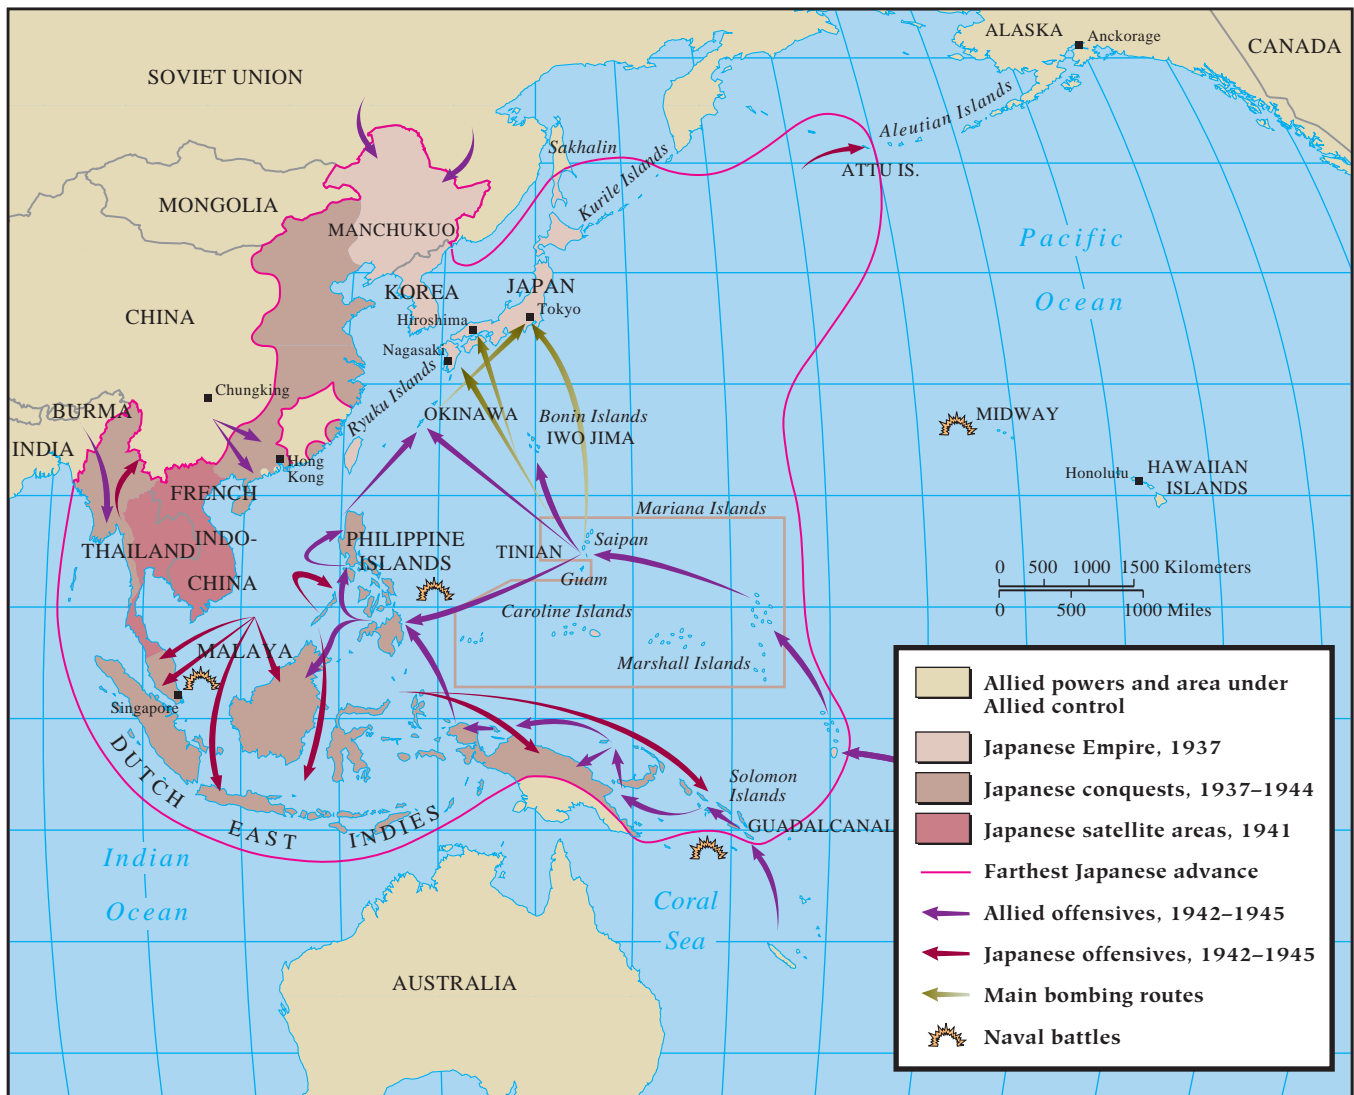 ALASKA
Anckorage
CANADA
SOVIET UNION
Aleutian Islands
Sakhalin
Kurile Islands
ATTU IS.
MONGOLIA
MANCHUKUO
Pacific
Ocean
KOREA
JAPAN
Tokyo
Hiroshima
CHINA
Nagasaki
Chungking
Ryuku Islands
BURMA
OKINAWA
Bonin Islands
IWO JIMA
MIDWAY
INDIA
Hong
Kong
Honolulu
HAWAIIAN
ISLANDS
FRENCH
INDO-
CHINA
THAILAND
Mariana Islands
PHILIPPINE
ISLANDS
TINIAN
Saipan
Guam
0 500 1000 1500 Kilometers
0 500 1000 Miles
Caroline Islands
Marshall Islands
MALAYA
Singapore
DUTCH
EAST
INDIES
Solomon
Islands
GUADALCANAL
Indian
Ocean
Coral
Sea
AUSTRALIA
Allied powers and area under
Allied control
Japanese Empire, 1937
Japanese conquests, 1937–1944
Japanese satellite areas, 1941
Farthest Japanese advance
Allied offensives, 1942–1945
Japanese offensives, 1942–1945
Main bombing routes
Naval battles